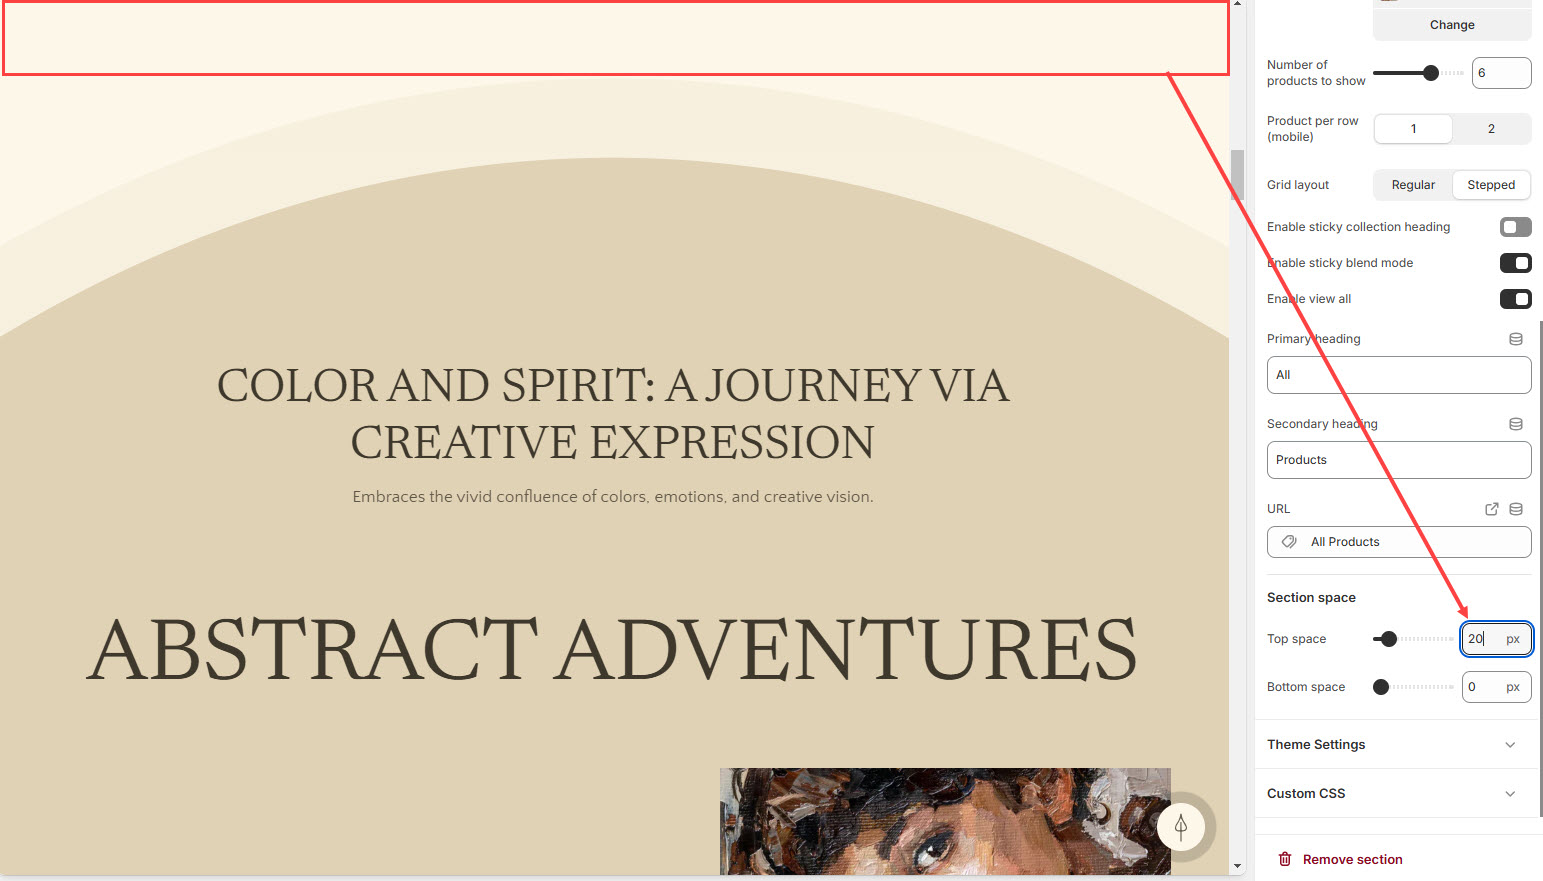 COLOR AND SPIRIT: A JOURNEY VIA
CREATIVE EXPRESSION
Embraces the vivid confluence of colors, emotions, and creative vision.
ABSTRACT ADVENTURES
Change
Number of
products to show
6
Product per row
(mobile)
1
2
Grid layout
Regular
Stepped
Enable sticky collection heading
Enable sticky blend mode
Enable view all
Primary heading
All
Secondary heading
Products
URL
All Products
Section space
Top space
20 px
Bottom space
0 px
Theme Settings
Custom CSS
Remove section